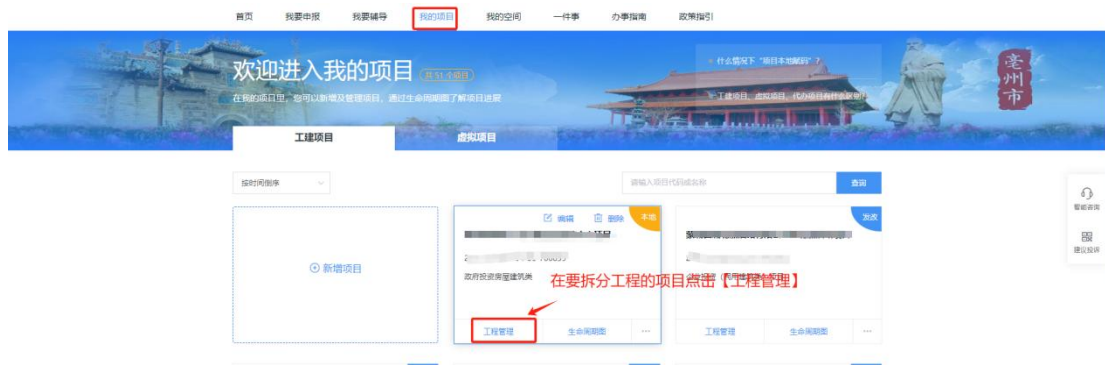 首页 我要申报 我要辅导 我的项目 我的空间 一件事 办事指南 政策指引
欢迎进入我的项目 (共 51 个项目)
什么情况下“项目本地赋码”？
在我的项目里，您可以新增及管理项目，通过生命周期图了解项目进展
工建项目，虚拟项目，代办项目有什么区别
亳州市
工建项目 虚拟项目
按时间倒序 请输入项目代码或名称 查询
智能咨询
建议投诉
编辑 删除 本地
发改
新增项目
政府投资房屋建筑类
在要拆分工程的项目点击【工程管理】
工程管理 生命周期图 ... 工程管理 生命周期图 ...